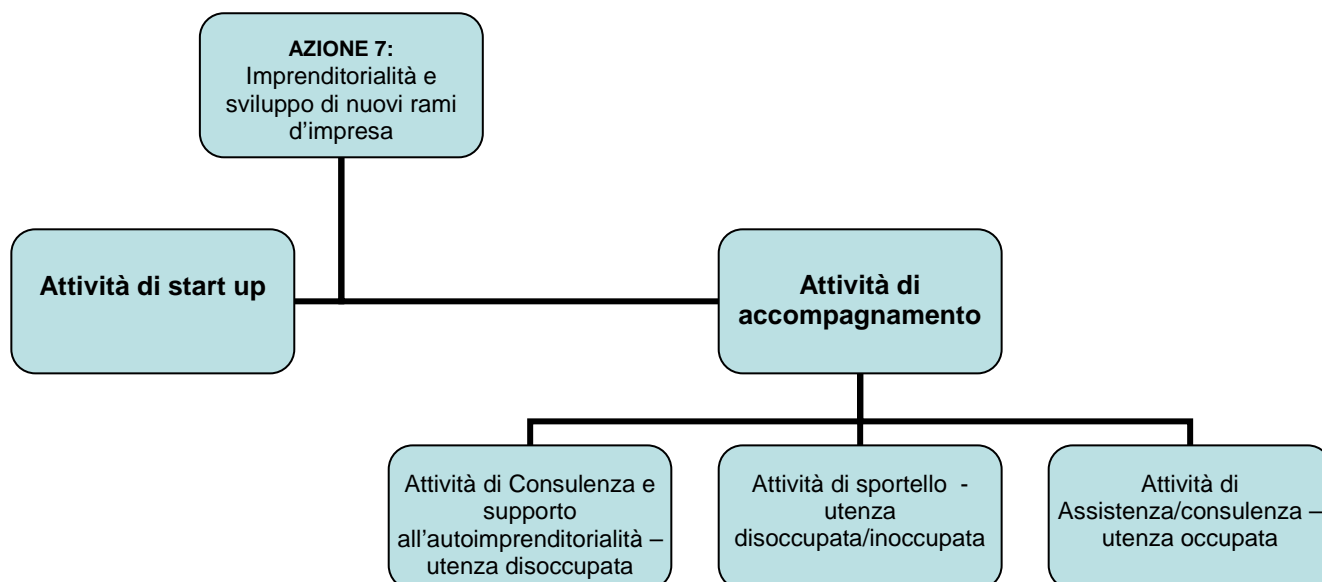 AZIONE 7:
Imprenditorialità e
sviluppo di nuovi rami
d’impresa
Attività di start up
Attività di
accompagnamento
Attività di Consulenza e
supporto
all’autoimprenditorialità –
utenza disoccupata
Attività di sportello -
utenza
disoccupata/inoccupata
Attività di
Assistenza/consulenza –
utenza occupata